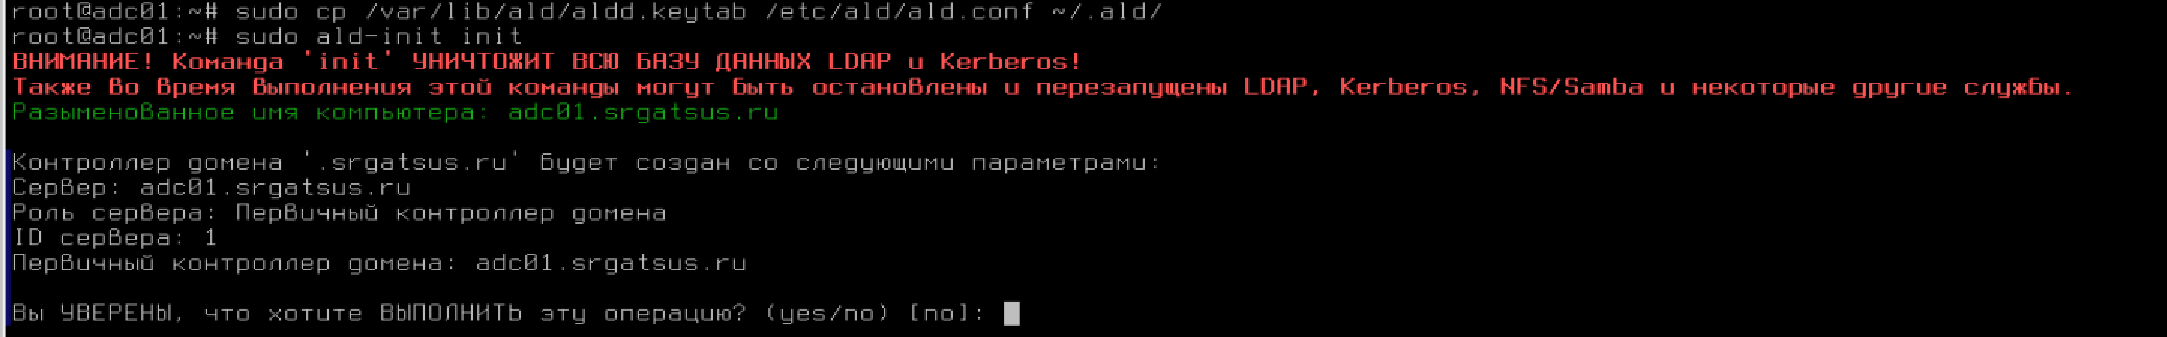 root@adc01:~# sudo cp /var/lib/ald/aldd.keytab /etc/ald/ald.conf ~/.ald/
root@adc01:~# sudo ald-init init
ВНИМАНИЕ! Команда 'init' УНИЧТОЖИТ ВСЮ БАЗУ ДАННЫХ LDAP и Kerberos!
Также во время выполнения этой команды могут быть остановлены и перезапущены LDAP, Kerberos, NFS/Samba и некоторые другие службы.
Разыменованное имя компьютера: adc01.srgatsus.ru
Контроллер домена '.srgatsus.ru' будет создан со следующими параметрами:
Сервер: adc01.srgatsus.ru
Роль сервера: Первичный контроллер домена
ID сервера: 1
Первичный контроллер домена: adc01.srgatsus.ru
Вы УВЕРЕНЫ, что хотите ВЫПОЛНИТЬ эту операцию? (yes/no) [no]: